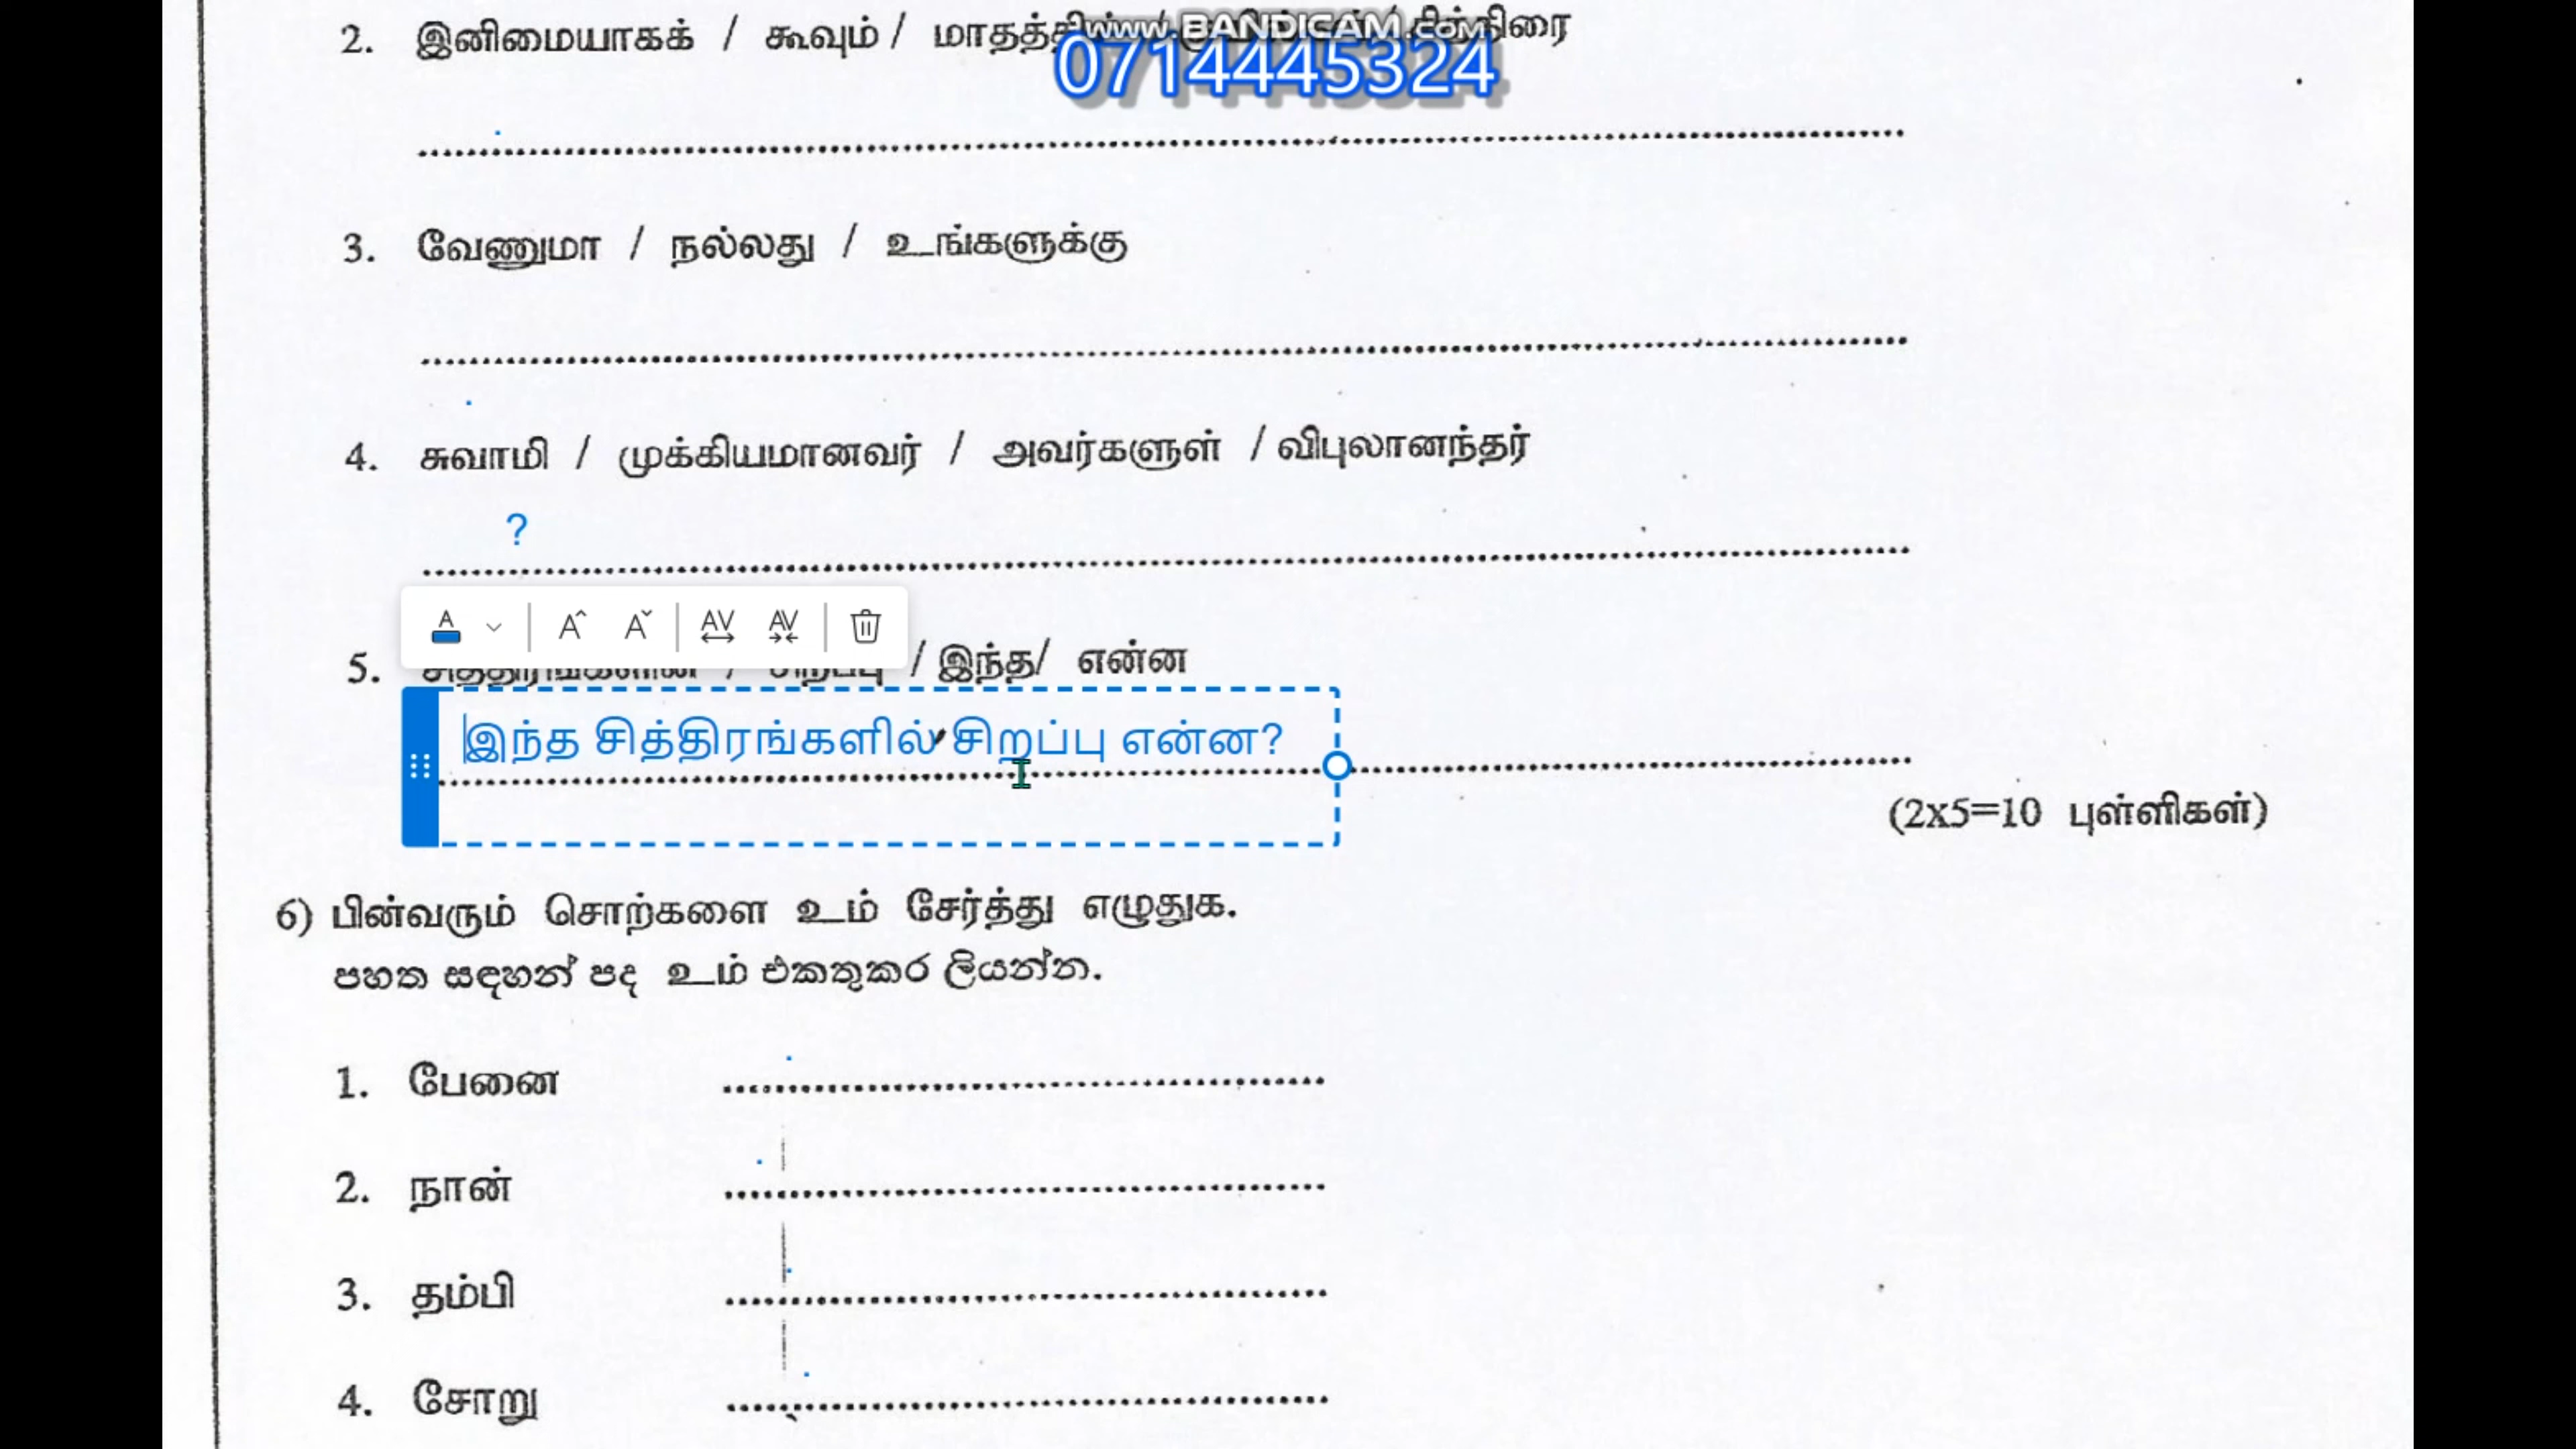 2. இனிமையாகக் / கூவும் / / சித்திரை
www.BANDICAM.com
0714445324
3. வேணுமா / நல்லது / உங்களுக்கு
4. சுவாமி / முக்கியமானவர் / அவர்களுள் / விபுலானந்தர்
?
5. / இந்த/ என்ன
இந்த சித்திரங்களில் சிறப்பு என்ன?
(2x5=10 புள்ளிகள்)
6) பின்வரும் சொற்களை உம் சேர்த்து எழுதுக.
පහත සඳහන් පද உம் එකතුකර ලියන්න.
1. பேனை
2. நான்
3. தம்பி
4. சோறு